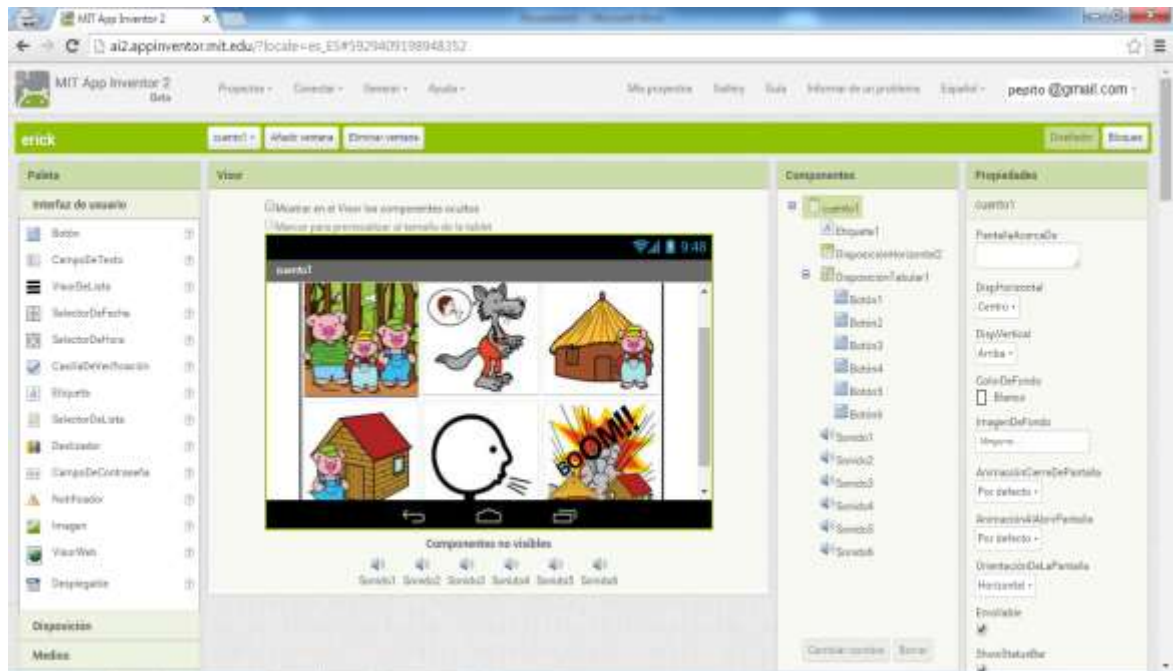 MIT App Inventor 2
ai2.appinventor.mit.edu/?locale=es_ES#5929409198948352
MIT App Inventor 2
Beta
Proyectos Conectar Generar Ayuda Mis proyectos Gallery Guía Informar de un problema Español pepito @gmail.com
erick cuento1 Añadir ventana Eliminar ventana Diseñador Bloques
Paleta
Interfaz de usuario
Botón
CampoDeTexto
VisorDeLista
SelectorDeFecha
SelectorDeHora
CasillaDeVerificación
Etiqueta
SelectorDeLista
Deslizador
CampoDeContraseña
Notificador
Imagen
VisorWeb
Desplegable
Disposición
Medios
Visor
Mostrar en el Visor los componentes ocultos
Marcar para previsualizar al tamaño de la tablet
9:48
cuento1
BOOM!!
Componentes no visibles
Sonido1 Sonido2 Sonido3 Sonido4 Sonido5 Sonido6
Componentes
cuento1
Etiqueta1
DisposiciónHorizontal2
DisposiciónTabular1
Botón1
Botón2
Botón3
Botón4
Botón5
Botón6
Sonido1
Sonido2
Sonido3
Sonido4
Sonido5
Sonido6
Cambiar nombre Borrar
Propiedades
cuento1
PantallaAcercaDe
DispHorizontal
Centro
DispVertical
Arriba
ColorDeFondo
Blanco
ImagenDeFondo
Ninguno
AnimaciónCierreDePantalla
Por defecto
AnimaciónAlAbrirPantalla
Por defecto
OrientaciónDeLaPantalla
Horizontal
Enrollable
ShowStatusBar